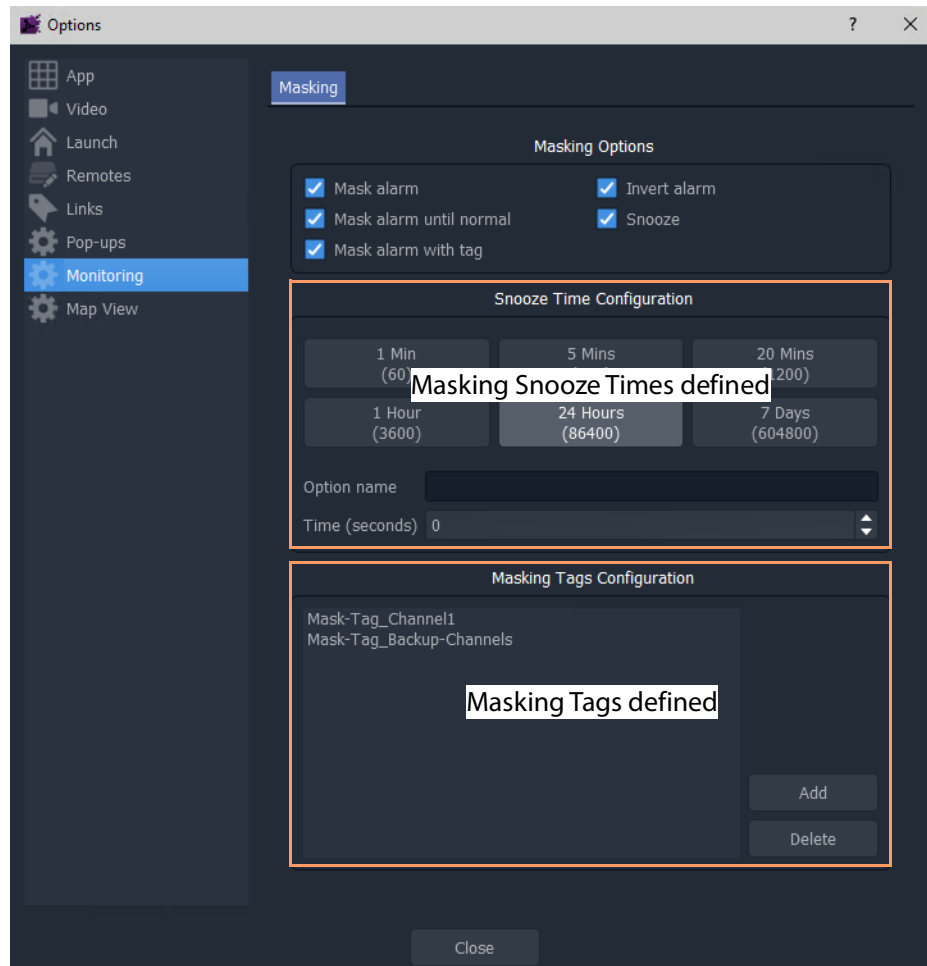 Options
?
App
Video
Launch
Remotes
Links
Pop-ups
Monitoring
Map View
Masking
Masking Options
Mask alarm
Invert alarm
Mask alarm until normal
Snooze
Mask alarm with tag
Snooze Time Configuration
1 Min
(60)
5 Mins
20 Mins
1200)
Masking Snooze Times defined
1 Hour
(3600)
24 Hours
(86400)
7 Days
(604800)
Option name
Time (seconds) 0
Masking Tags Configuration
Mask-Tag_Channel1
Mask-Tag_Backup-Channels
Masking Tags defined
Add
Delete
Close